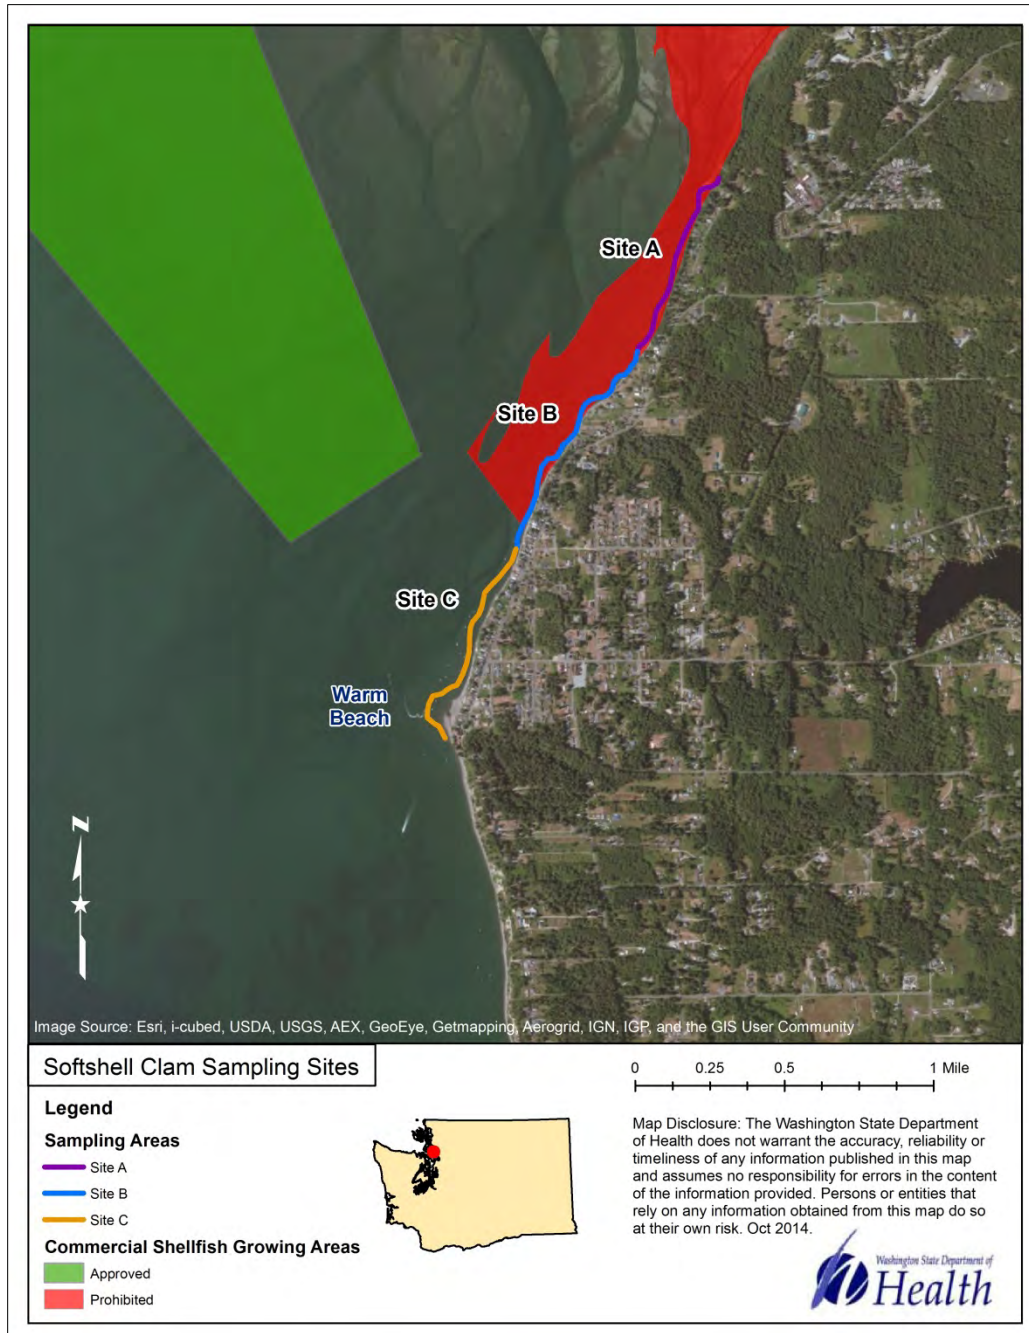 Site A
Site B
Site C
Warm
Beach
N
Image Source: Esri, i-cubed, USDA, USGS, AEX, GeoEye, Getmapping, Aerogrid, IGN, IGP, and the GIS User Community
Softshell Clam Sampling Sites
Legend
Sampling Areas
Site A
Site B
Site C
Commercial Shellfish Growing Areas
Approved
Prohibited
0 0.25 0.5 1 Mile
Map Disclosure: The Washington State Department
of Health does not warrant the accuracy, reliability or
timeliness of any information published in this map
and assumes no responsibility for errors in the content
of the information provided. Persons or entities that
rely on any information obtained from this map do so
at their own risk. Oct 2014.
Washington State Department of
Health